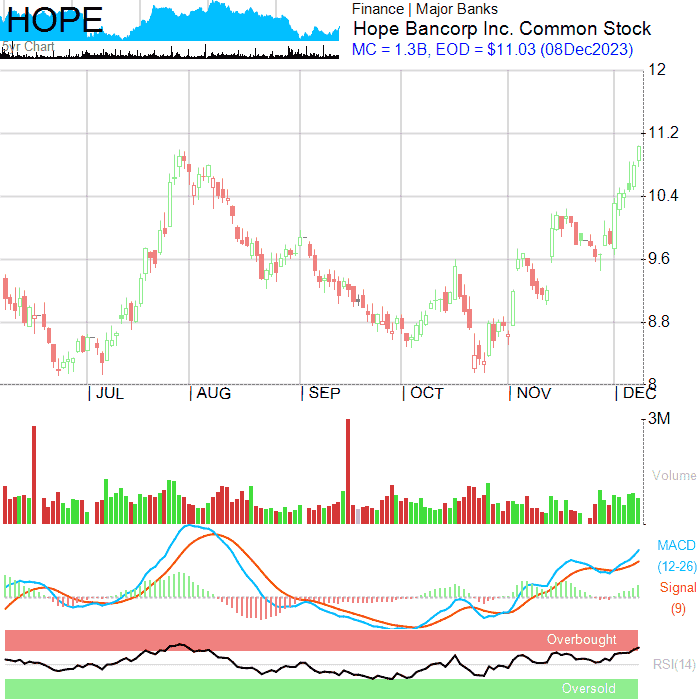 HOPE
5yr Chart
Finance | Major Banks
Hope Bancorp Inc. Common Stock
MC = 1.3B, EOD = $11.03 (08Dec2023)
12
11.2
10.4
9.6
8.8
8
JUL AUG SEP OCT NOV DEC
3M
Volume
MACD
(12-26)
Signal
(9)
Overbought
RSI(14)
Oversold